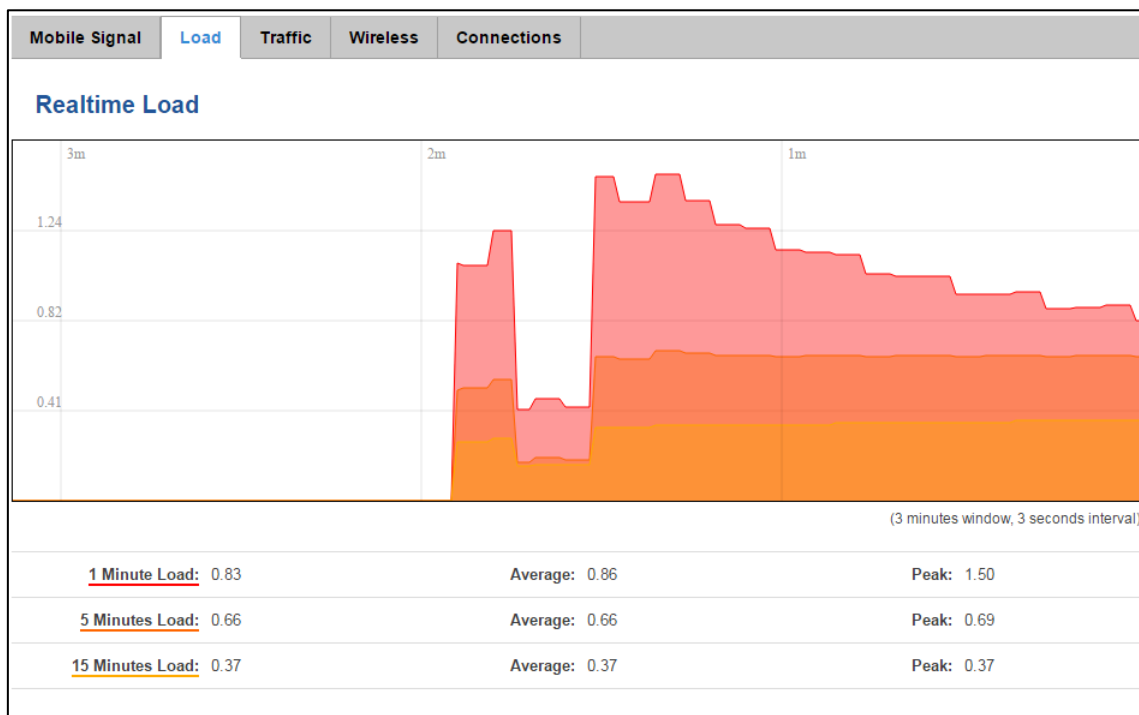 Mobile Signal Load Traffic Wireless Connections
Realtime Load
3m 2m 1m
1.24
0.82
0.41
(3 minutes window, 3 seconds interval)
1 Minute Load: 0.83 Average: 0.86 Peak: 1.50
5 Minutes Load: 0.66 Average: 0.66 Peak: 0.69
15 Minutes Load: 0.37 Average: 0.37 Peak: 0.37